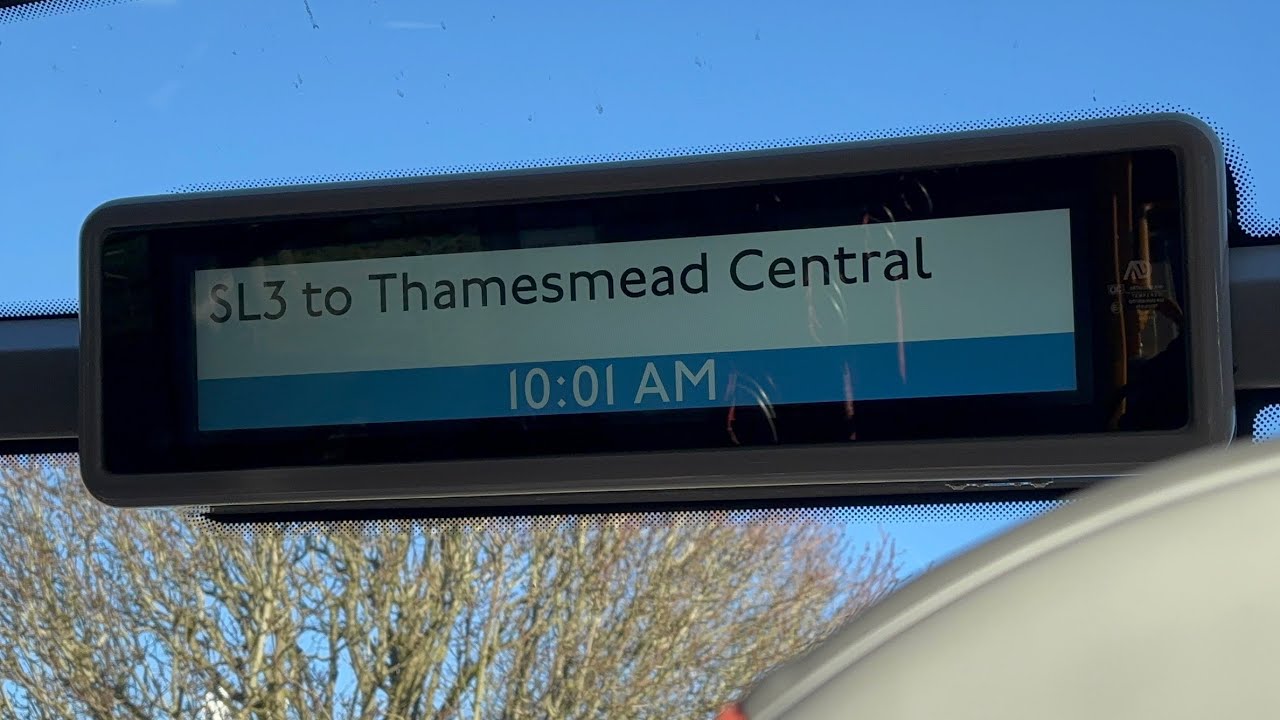 SL3 to Thamesmead Central
10:01 AM